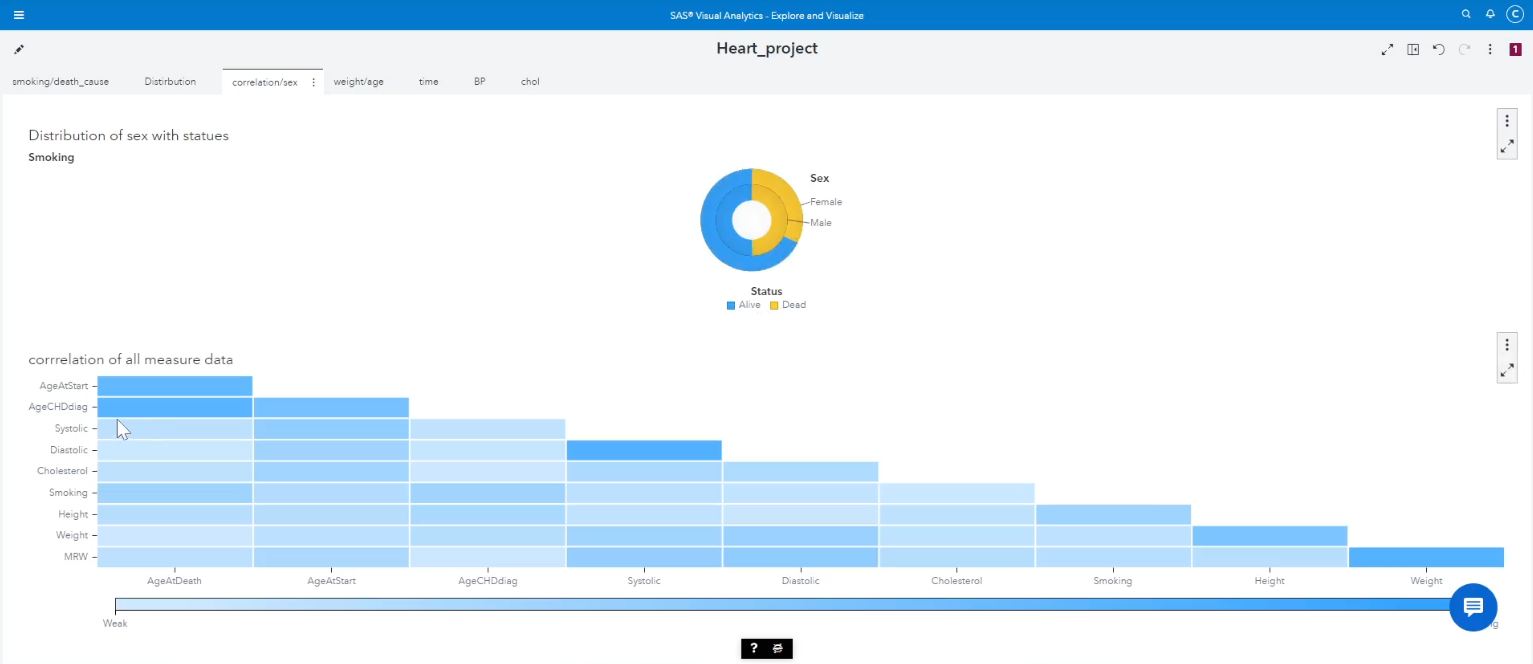 SAS® Visual Analytics - Explore and Visualize
C
Heart_project
1
smoking/death_cause Distirbution correlation/sex weight/age time BP chol
Distribution of sex with statues
Smoking
Sex
Female
Male
Status
Alive Dead
corrrelation of all measure data
AgeAtStart
AgeCHDdiag
Systolic
Diastolic
Cholesterol
Smoking
Height
Weight
MRW
AgeAtDeath AgeAtStart AgeCHDdiag Systolic Diastolic Cholesterol Smoking Height Weight
Weak
?